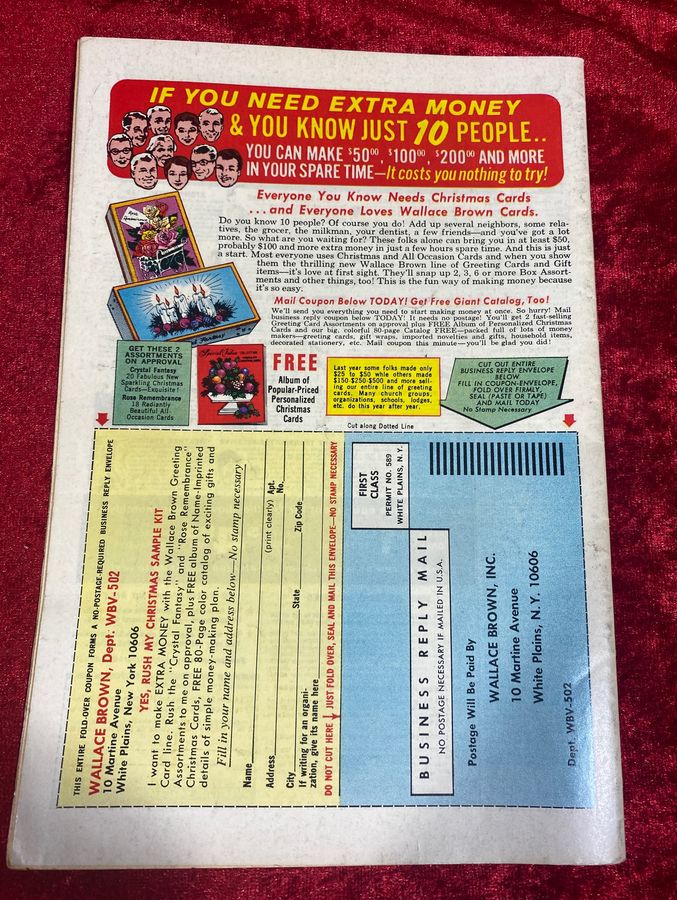 IF YOU NEED EXTRA MONEY
& YOU KNOW JUST 10 PEOPLE..
YOU CAN MAKE $50⁰⁰, $100⁰⁰, $200⁰⁰ AND MORE
IN YOUR SPARE TIME—It costs you nothing to try!
Everyone You Know Needs Christmas Cards
... and Everyone Loves Wallace Brown Cards.
Do you know 10 people? Of course you do! Add up several neighbors, some rela-
tives, the grocer, the milkman, your dentist, a few friends—and you've got a lot
more. So what are you waiting for? These folks alone can bring you in at least $50,
probably $100 and more extra money in just a few hours spare time. And this is just
a start. Most everyone uses Christmas and All Occasion Cards and when you show
them the thrilling new Wallace Brown line of Greeting Cards and Gift
items—it's love at first sight. They'll snap up 2, 3, 6 or more Box Assort-
ments and other things, too! This is the fun way of making money because
it's so easy.
Mail Coupon Below TODAY! Get Free Giant Catalog, Too!
We'll send you everything you need to start making money at once. So hurry! Mail
business reply coupon below TODAY! It needs no postage! You'll get 2 fast-selling
Greeting Card Assortments on approval plus FREE Album of Personalized Christmas
Cards and our big, colorful 80-page Catalog FREE—packed full of lots of money
makers—greeting cards, gift wraps, imported novelties and gifts, household items,
decorated stationery, etc. Mail coupon this minute—you'll be glad you did!
GET THESE 2
ASSORTMENTS
ON APPROVAL
Crystal Fantasy
20 Fabulous New
Sparkling Christmas
Cards—Exquisite!
Rose Remembrance
18 Radiantly
Beautiful All-
Occasion Cards
FREE
Album of
Popular-Priced
Personalized
Christmas
Cards
Last year some folks made only
$25 to $50 while others made
$150-$250-$500 and more sell-
ing our entire line of greeting
cards. Many church groups,
organizations, schools, lodges,
etc. do this year after year.
CUT OUT ENTIRE
BUSINESS REPLY ENVELOPE
BELOW
FILL IN COUPON-ENVELOPE,
FOLD OVER FIRMLY,
SEAL (PASTE OR TAPE)
AND MAIL TODAY
No Stamp Necessary
Cut along Dotted Line
THIS ENTIRE FOLD-OVER COUPON FORMS A NO-POSTAGE-REQUIRED BUSINESS REPLY ENVELOPE
WALLACE BROWN, Dept. WBV-502
10 Martine Avenue
White Plains, New York 10606
YES, RUSH MY CHRISTMAS SAMPLE KIT
I want to make EXTRA MONEY with the Wallace Brown Greeting
Card line. Rush the "Crystal Fantasy" and "Rose Remembrance"
Assortments to me on approval, plus FREE album of Name-Imprinted
Christmas Cards, FREE 80-Page color catalog of exciting gifts and
details of simple money-making plan.
Fill in your name and address below—No stamp necessary
Name
(print clearly)
Address
Apt.
No.
City
State
Zip Code
If writing for an organi-
zation, give its name here
DO NOT CUT HERE JUST FOLD OVER, SEAL AND MAIL THIS ENVELOPE—NO STAMP NECESSARY
FIRST
CLASS
PERMIT NO. 589
WHITE PLAINS, N.Y.
BUSINESS REPLY MAIL
NO POSTAGE NECESSARY IF MAILED IN U.S.A.
Postage Will Be Paid By
WALLACE BROWN, INC.
10 Martine Avenue
White Plains, N. Y. 10606
Dept. WBV-502